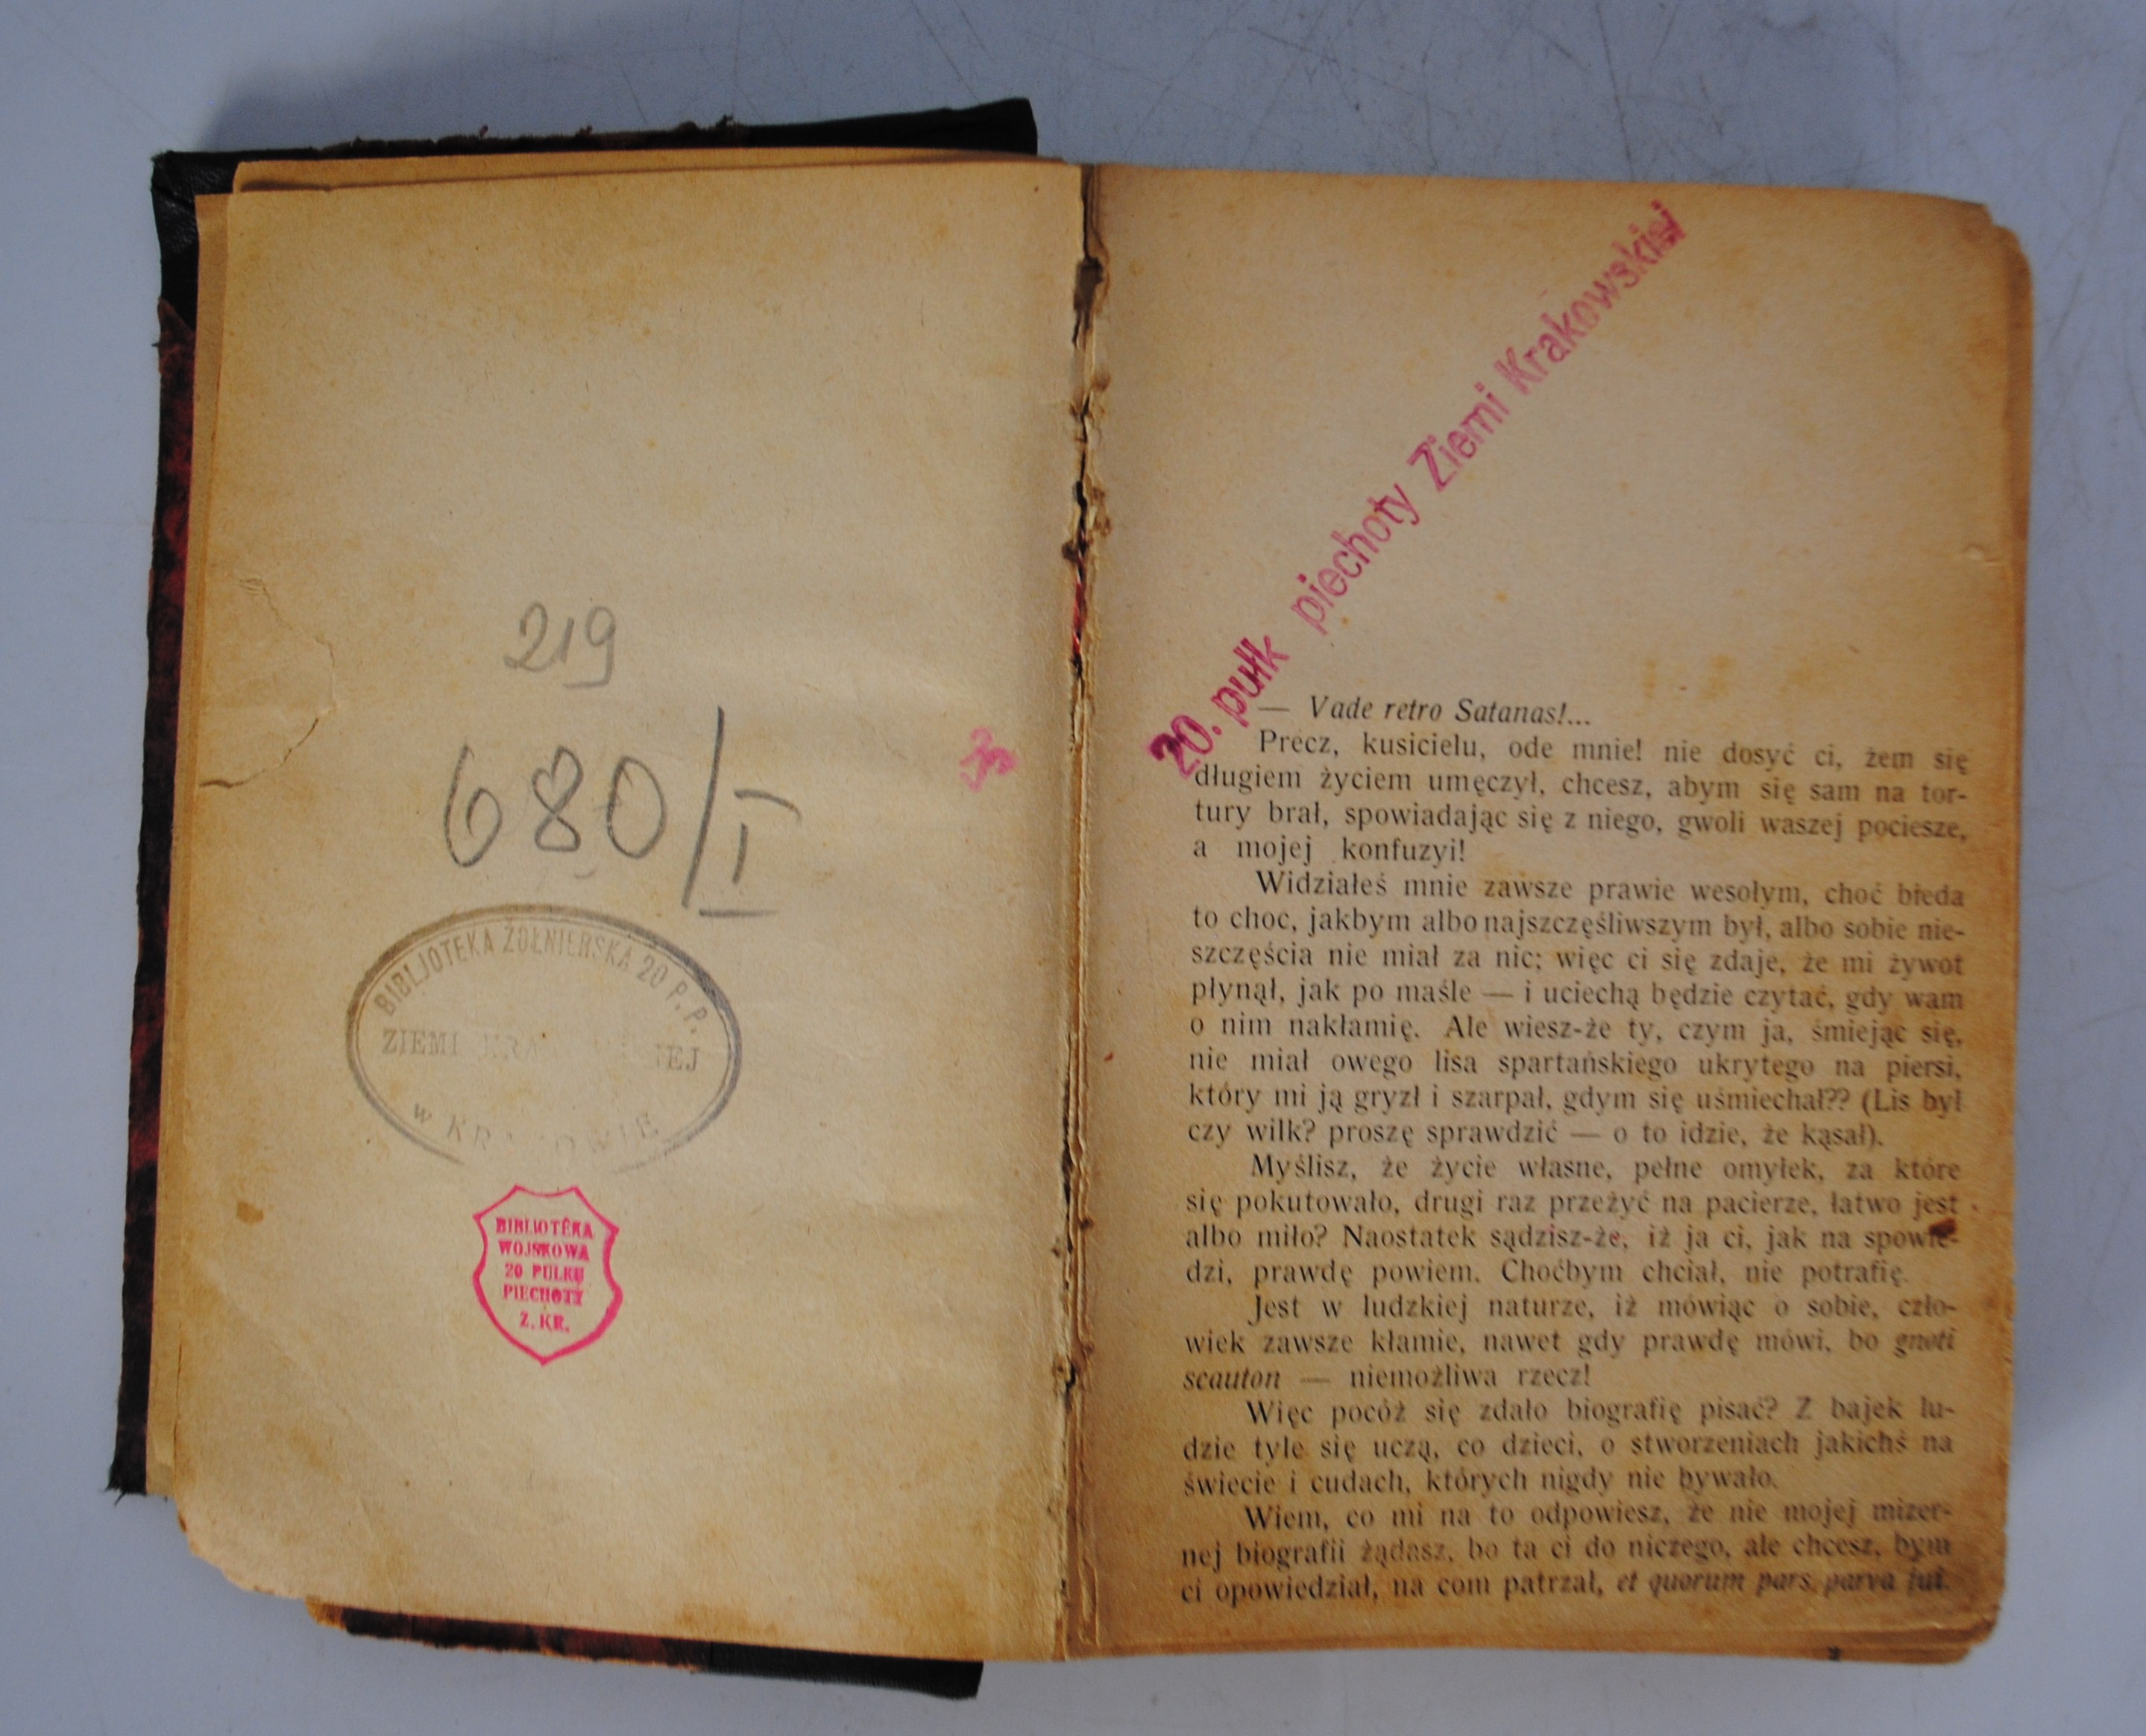 219
680/I
BIBLJOTEKA ŻOŁNIERSKA 20 P. P.
ZIEMI
w KRAKOWIE
BIBLIOTEKA
WOJSKOWA
20 PUŁKU
PIECHOTY
Z. KR.
20. pułk piechoty Ziemi Krakowskiej
— Vade retro Satanas!...
Precz, kusicielu, ode mnie! nie dosyć ci, żem się
długiem życiem umęczył, chcesz, abym się sam na tor-
tury brał, spowiadając się z niego, gwoli waszej pociesze,
a mojej konfuzyi!
Widziałeś mnie zawsze prawie wesołym, choć bieda
to choc, jakbym albo najszczęśliwszym był, albo sobie nie-
szczęścia nie miał za nic; więc ci się zdaje, że mi żywot
płynął, jak po maśle — i uciechą będzie czytać, gdy wam
o nim nakłamię. Ale wiesz-że ty, czym ja, śmiejąc się,
nie miał owego lisa spartańskiego ukrytego na piersi,
który mi ją gryzł i szarpał, gdym się uśmiechał?? (Lis był
czy wilk? proszę sprawdzić — o to idzie, że kąsał).
Myślisz, że życie własne, pełne omyłek, za które
się pokutowało, drugi raz przeżyć na pacierze, łatwo jest
albo miło? Naostatek sądzisz-że, iż ja ci, jak na spowie-
dzi, prawdę powiem. Choćbym chciał, nie potrafię.
Jest w ludzkiej naturze, iż mówiąc o sobie, czło-
wiek zawsze kłamie, nawet gdy prawdę mówi, bo gnoti
seauton — niemożliwa rzecz!
Więc pocóż się zdało biografię pisać? Z bajek lu-
dzie tyle się uczą, co dzieci, o stworzeniach jakichś na
świecie i cudach, których nigdy nie bywało.
Wiem, co mi na to odpowiesz, że nie mojej mizer-
nej biografii żądasz, bo ta ci do niczego, ale chcesz, bym
ci opowiedział, na com patrzał, et quorum pars parva fui.